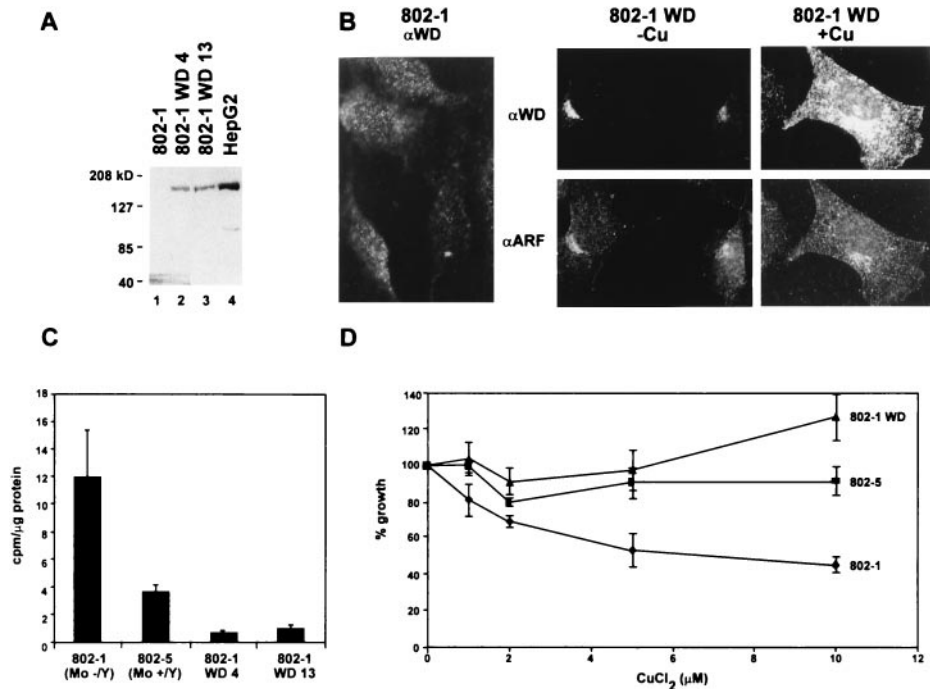 A
802-1
802-1 WD 4
802-1 WD 13
HepG2
208 kD -
127 -
85 -
40 -
1 2 3 4
B
802-1
αWD
802-1 WD
-Cu
802-1 WD
+Cu
αWD
αARF
C
cpm/µg protein
18
16
14
12
10
8
6
4
2
0
802-1
(Mo -/Y)
802-5
(Mo +/Y)
802-1
WD 4
802-1
WD 13
D
% growth
140
120
100
80
60
40
20
0
802-1 WD
802-5
802-1
0 2 4 6 8 10 12
CuCl2 (µM)